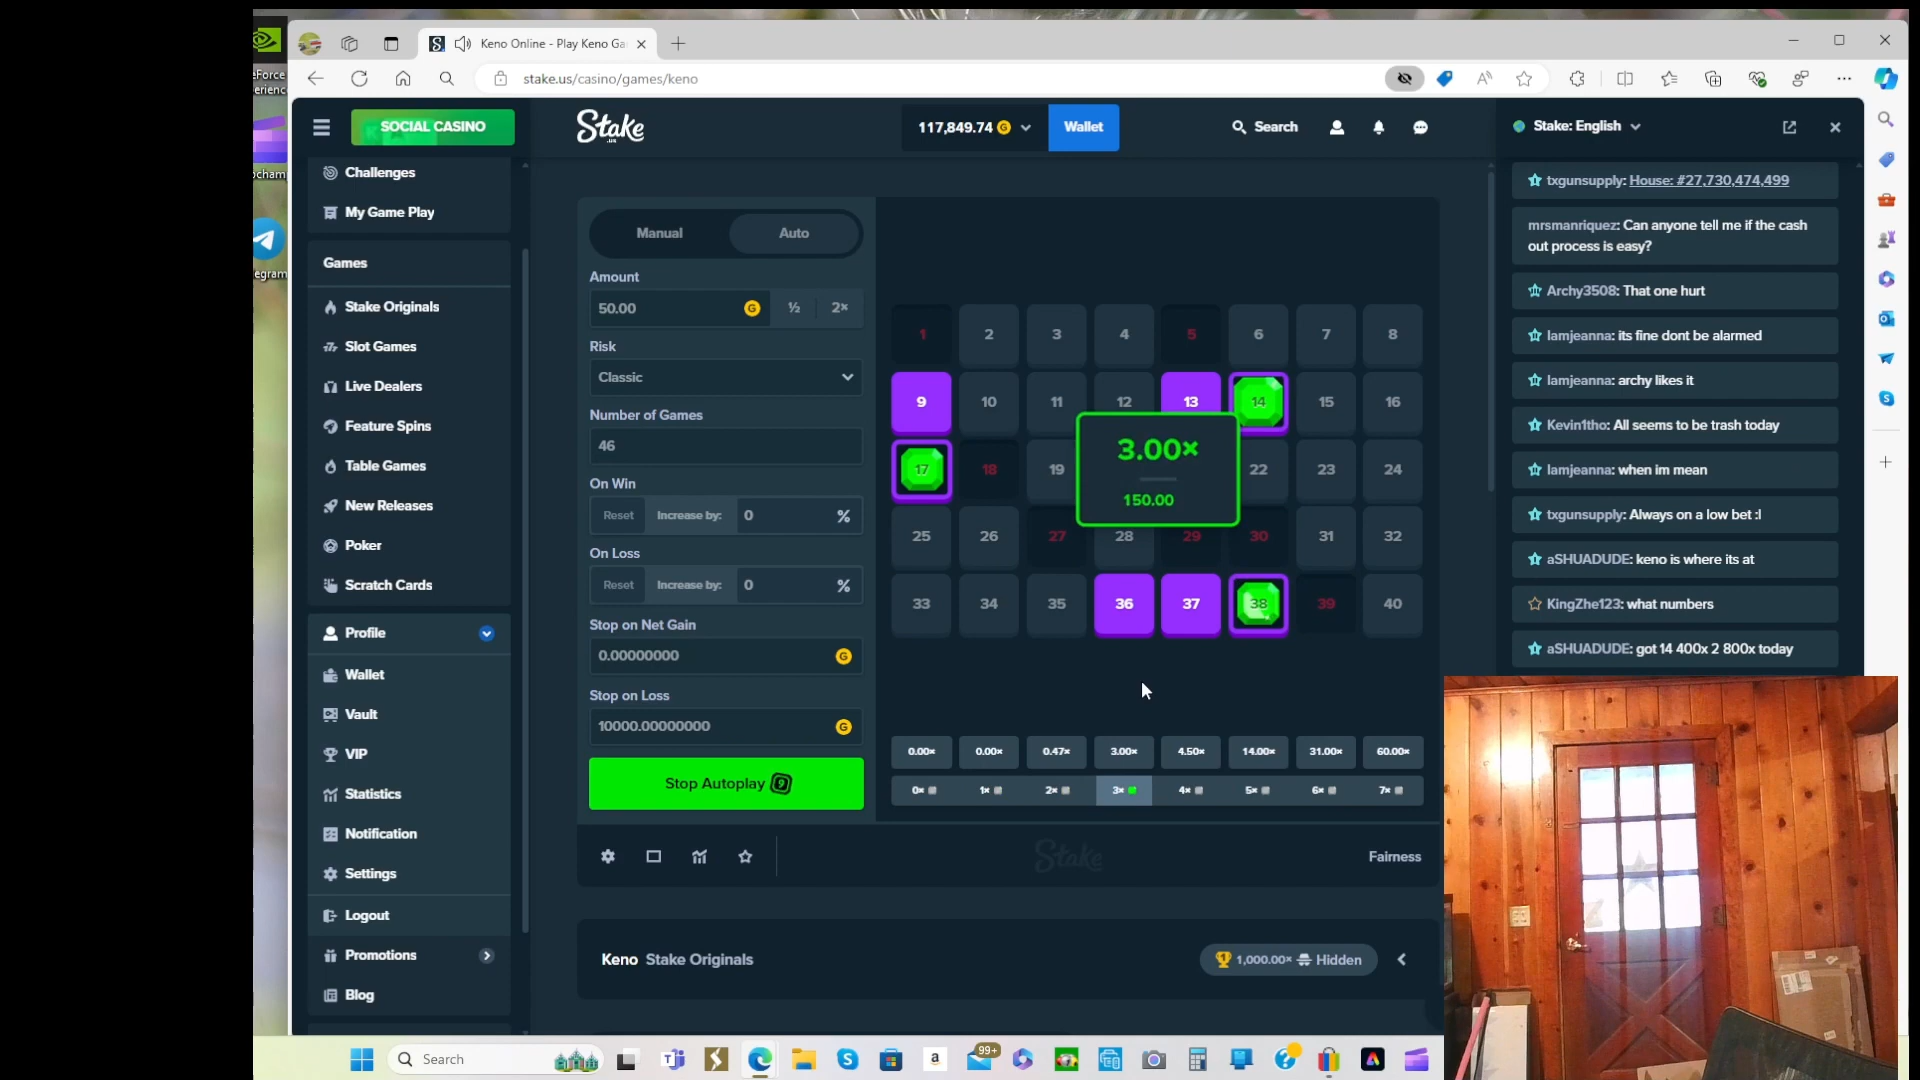 Keno Online - Play Keno Ga
eForce
erience
stake.us/casino/games/keno
SOCIAL CASINO
Stake
.US
117,849.74
Wallet
Search
Stake: English
Challenges
My Game Play
Games
Stake Originals
Slot Games
Live Dealers
Feature Spins
Table Games
New Releases
Poker
Scratch Cards
Profile
Wallet
Vault
VIP
Statistics
Notification
Settings
Logout
Promotions
Blog
ochamp
egram
Manual Auto
Amount
50.00 ½ 2×
Risk
Classic
Number of Games
46
On Win
Reset Increase by: 0 %
On Loss
Reset Increase by: 0 %
Stop on Net Gain
0.00000000
Stop on Loss
10000.00000000
Stop Autoplay
1 2 3 4 5 6 7 8
9 10 11 12 13 14 15 16
17 18 19 22 23 24
25 26 27 28 29 30 31 32
33 34 35 36 37 38 39 40
3.00×
150.00
0.00× 0.00× 0.47× 3.00× 4.50× 14.00× 31.00× 60.00×
0× 1× 2× 3× 4× 5× 6× 7×
Stake
Fairness
Keno Stake Originals
1,000.00× Hidden
txgunsupply: House: #27,730,474,499
mrsmanriquez: Can anyone tell me if the cash
out process is easy?
Archy3508: That one hurt
Iamjeanna: its fine dont be alarmed
Iamjeanna: archy likes it
Kevin1tho: All seems to be trash today
Iamjeanna: when im mean
txgunsupply: Always on a low bet :l
aSHUADUDE: keno is where its at
KingZhe123: what numbers
aSHUADUDE: got 14 400x 2 800x today
Search
99+